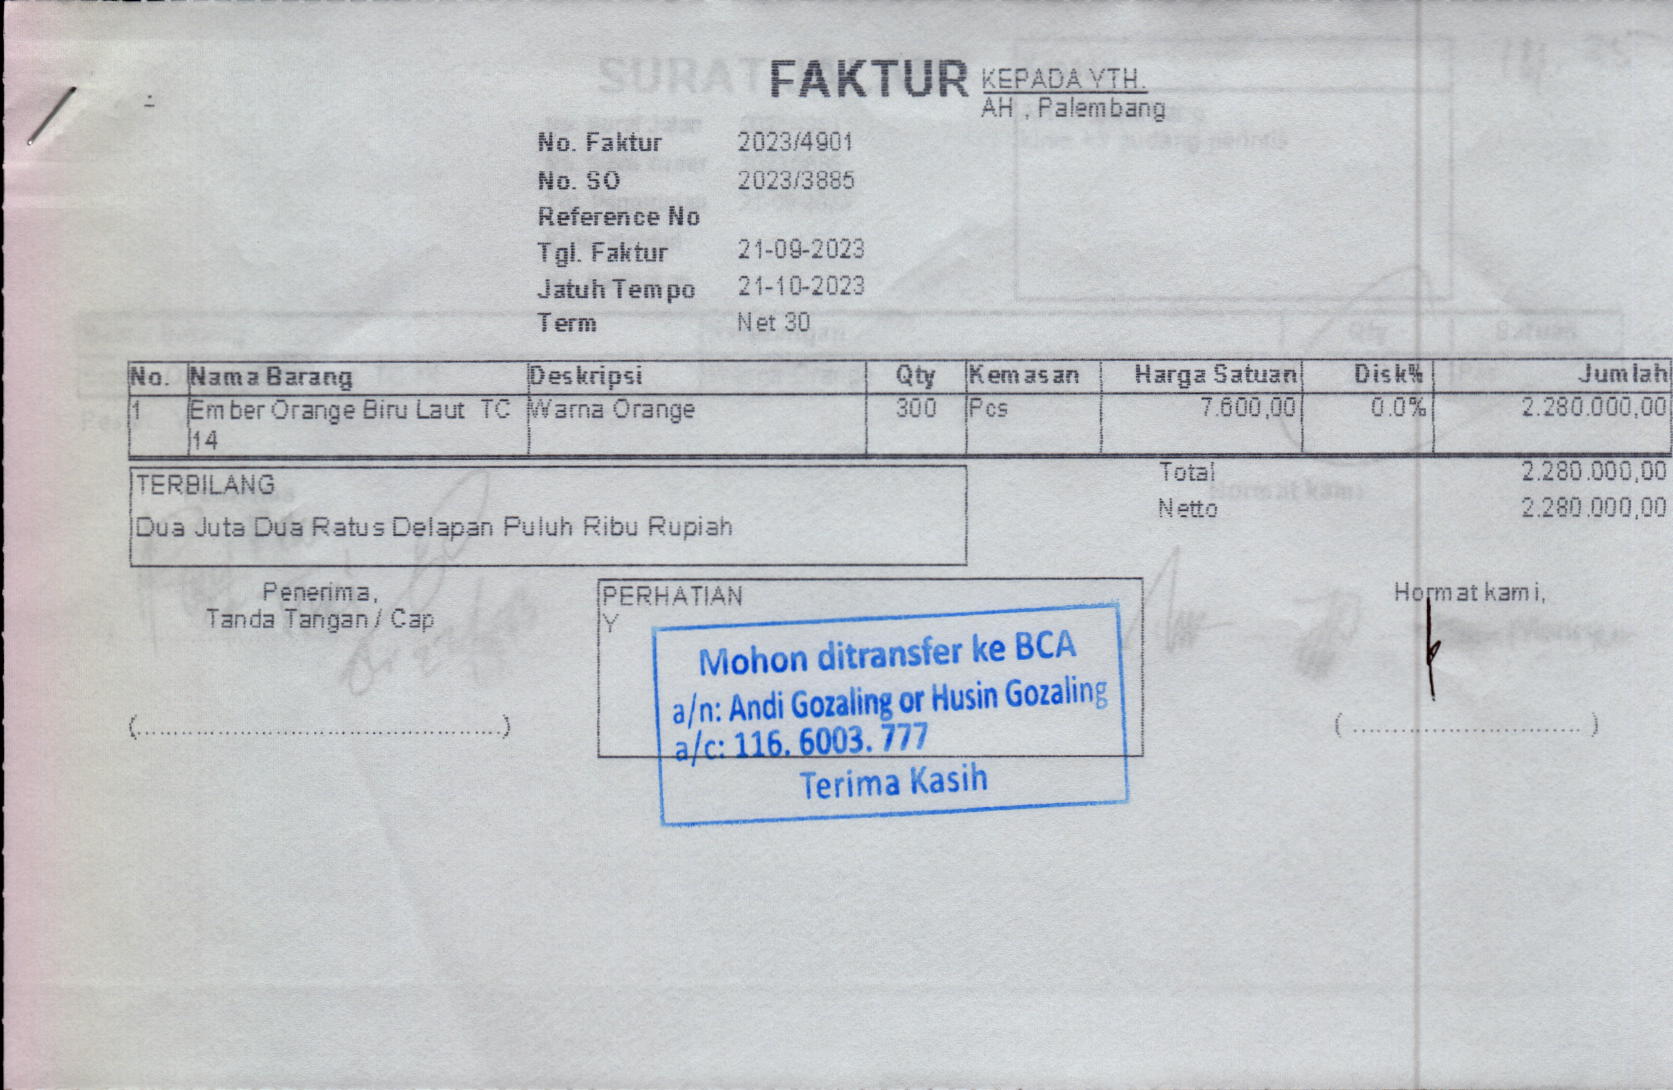 FAKTUR
KEPADA YTH.
AH , Palembang
No. Faktur 2023/4901
No. SO 2023/3885
Reference No
Tgl. Faktur 21-09-2023
Jatuh Tempo 21-10-2023
Term Net 30
No. Nama Barang Deskripsi Qty Kemasan Harga Satuan Disk% Jumlah
1 Ember Orange Biru Laut TC Warna Orange 300 Pcs 7.600,00 0.0% 2.280.000,00
14
Total 2.280.000,00
TERBILANG
Netto 2.280.000,00
Dua Juta Dua Ratus Delapan Puluh Ribu Rupiah
Penerima,
Tanda Tangan / Cap
PERHATIAN
Y
Mohon ditransfer ke BCA
a/n: Andi Gozaling or Husin Gozaling
a/c: 116. 6003. 777
Terima Kasih
Hormat kami,
(..............................................)
( ............................ )